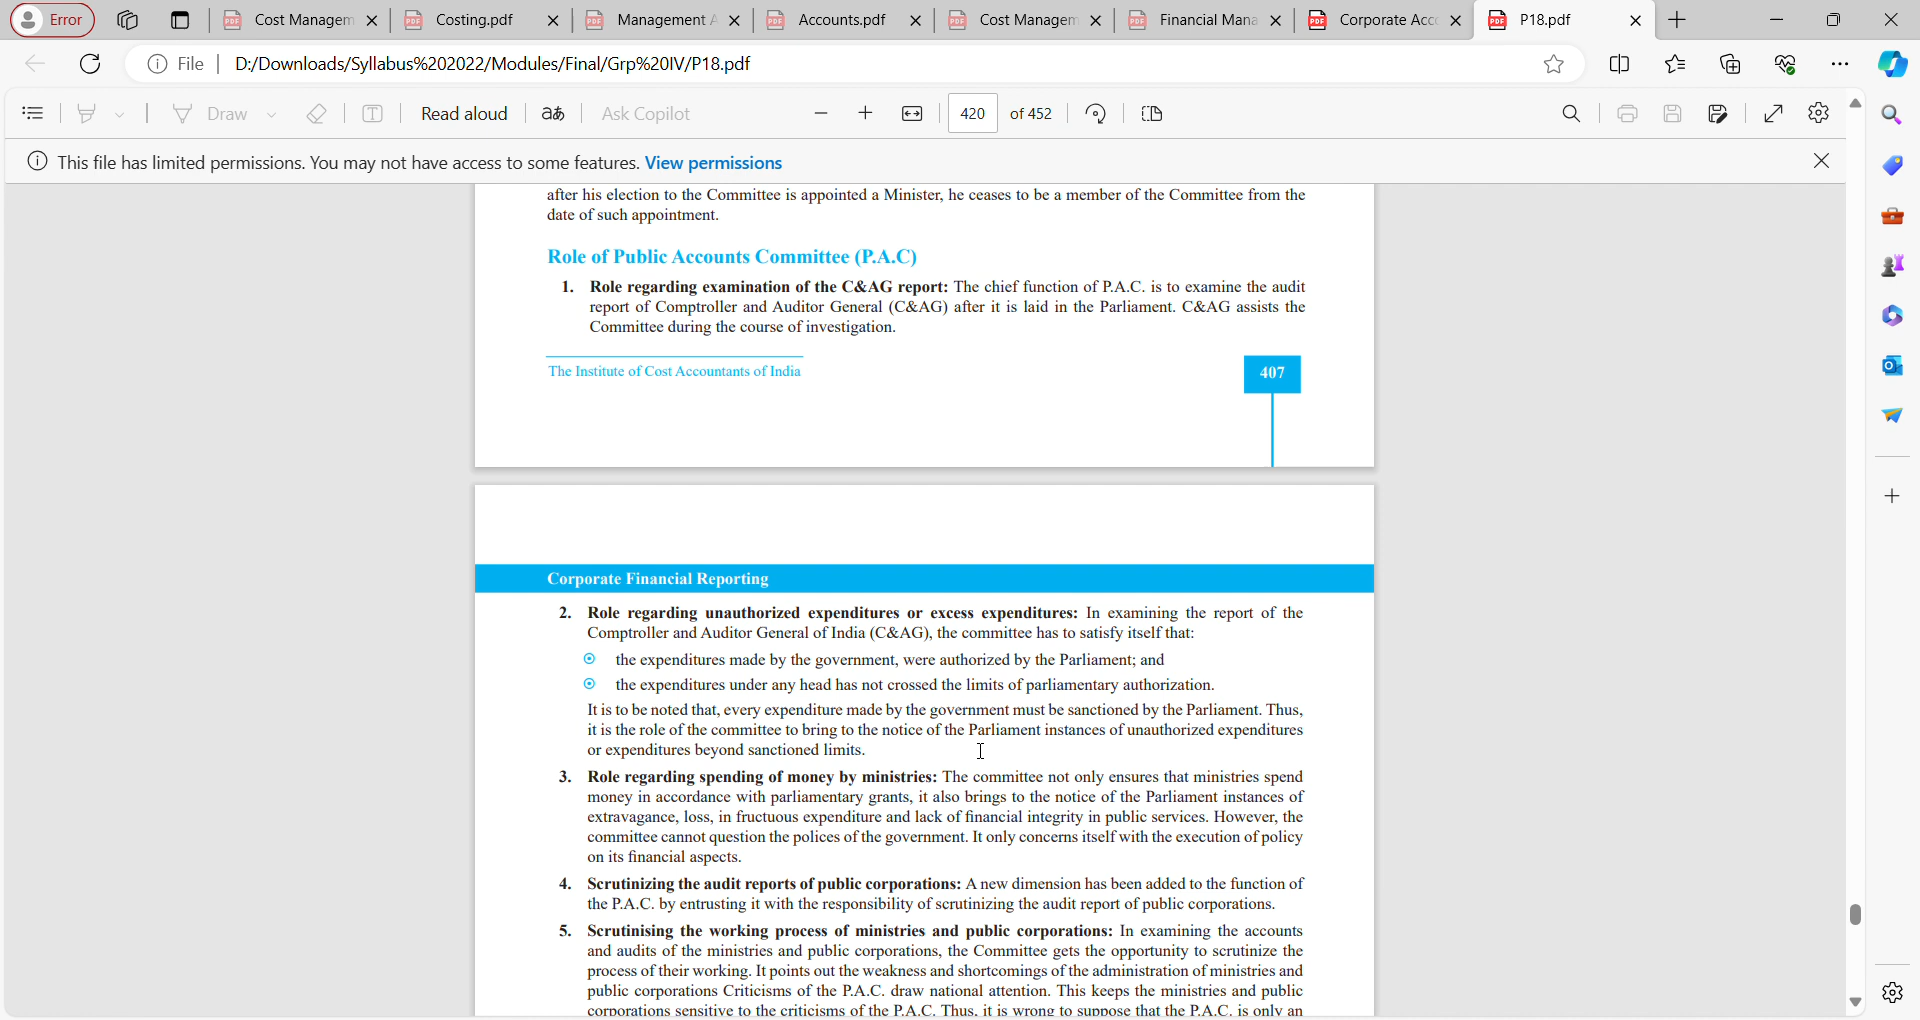 Error
Cost Managem
Costing.pdf
Management A
Accounts.pdf
Cost Managem
Financial Mana
Corporate Acc
P18.pdf
File
D:/Downloads/Syllabus%202022/Modules/Final/Grp%20IV/P18.pdf
Draw
T
Read aloud
aあ
Ask Copilot
420
of 452
This file has limited permissions. You may not have access to some features. View permissions
after his election to the Committee is appointed a Minister, he ceases to be a member of the Committee from the
date of such appointment.
Role of Public Accounts Committee (P.A.C)
1. Role regarding examination of the C&AG report: The chief function of P.A.C. is to examine the audit
report of Comptroller and Auditor General (C&AG) after it is laid in the Parliament. C&AG assists the
Committee during the course of investigation.
The Institute of Cost Accountants of India
407
Corporate Financial Reporting
2. Role regarding unauthorized expenditures or excess expenditures: In examining the report of the
Comptroller and Auditor General of India (C&AG), the committee has to satisfy itself that:
the expenditures made by the government, were authorized by the Parliament; and
the expenditures under any head has not crossed the limits of parliamentary authorization.
It is to be noted that, every expenditure made by the government must be sanctioned by the Parliament. Thus,
it is the role of the committee to bring to the notice of the Parliament instances of unauthorized expenditures
or expenditures beyond sanctioned limits.
3. Role regarding spending of money by ministries: The committee not only ensures that ministries spend
money in accordance with parliamentary grants, it also brings to the notice of the Parliament instances of
extravagance, loss, in fructuous expenditure and lack of financial integrity in public services. However, the
committee cannot question the polices of the government. It only concerns itself with the execution of policy
on its financial aspects.
4. Scrutinizing the audit reports of public corporations: A new dimension has been added to the function of
the P.A.C. by entrusting it with the responsibility of scrutinizing the audit report of public corporations.
5. Scrutinising the working process of ministries and public corporations: In examining the accounts
and audits of the ministries and public corporations, the Committee gets the opportunity to scrutinize the
process of their working. It points out the weakness and shortcomings of the administration of ministries and
public corporations Criticisms of the P.A.C. draw national attention. This keeps the ministries and public
corporations sensitive to the criticisms of the P.A.C. Thus, it is wrong to suppose that the P.A.C. is only an